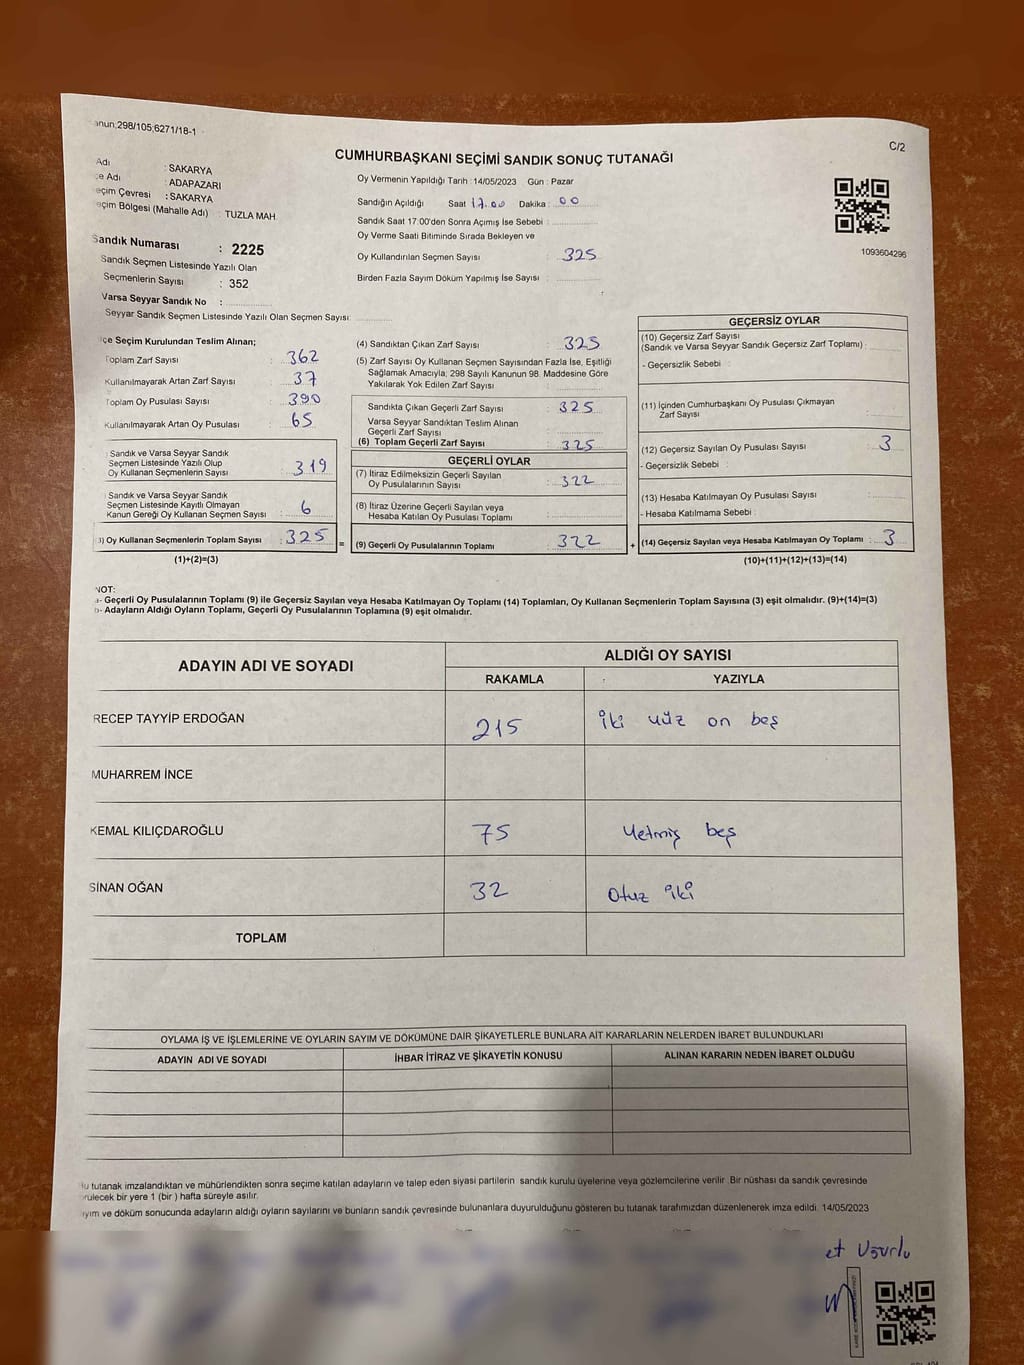 anun;298/105;6271/18-1
C/2
CUMHURBAŞKANI SEÇİMİ SANDIK SONUÇ TUTANAĞI
Adı : SAKARYA
çe Adı : ADAPAZARI
eçim Çevresi : SAKARYA
eçim Bölgesi (Mahalle Adı) : TUZLA MAH.
Sandık Numarası : 2225
Sandık Seçmen Listesinde Yazılı Olan
Seçmenlerin Sayısı : 352
Varsa Seyyar Sandık No :
Seyyar Sandık Seçmen Listesinde Yazılı Olan Seçmen Sayısı:
Oy Vermenin Yapıldığı Tarih :14/05/2023 Gün : Pazar
Sandığın Açıldığı Saat 17.00 Dakika : 00
Sandık Saat 17:00'den Sonra Açımış İse Sebebi :
Oy Verme Saati Bitiminde Sırada Bekleyen ve
Oy Kullandırılan Seçmen Sayısı : 325
Birden Fazla Sayım Döküm Yapılmış İse Sayısı :
1093604296
lçe Seçim Kurulundan Teslim Alınan;
Toplam Zarf Sayısı : 362
Kullanılmayarak Artan Zarf Sayısı : 37
Toplam Oy Pusulası Sayısı : 390
Kullanılmayarak Artan Oy Pusulası : 65
Sandık ve Varsa Seyyar Sandık
Seçmen Listesinde Yazılı Olup
Oy Kullanan Seçmenlerin Sayısı : 319
Sandık ve Varsa Seyyar Sandık
Seçmen Listesinde Kayıtlı Olmayan
Kanun Gereği Oy Kullanan Seçmen Sayısı : 6
3) Oy Kullanan Seçmenlerin Toplam Sayısı : 325 =
(1)+(2)=(3)
(4) Sandıktan Çıkan Zarf Sayısı : 325
(5) Zarf Sayısı Oy Kullanan Seçmen Sayısından Fazla İse, Eşitliği
Sağlamak Amacıyla; 298 Sayılı Kanunun 98. Maddesine Göre
Yakılarak Yok Edilen Zarf Sayısı :
Sandıkta Çıkan Geçerli Zarf Sayısı : 325
Varsa Seyyar Sandıktan Teslim Alınan
Geçerli Zarf Sayısı :
(6) Toplam Geçerli Zarf Sayısı : 325
GEÇERLİ OYLAR
(7) İtiraz Edilmeksizin Geçerli Sayılan
Oy Pusulalarının Sayısı : 322
(8) İtiraz Üzerine Geçerli Sayılan veya
Hesaba Katılan Oy Pusulası Toplamı :
(9) Geçerli Oy Pusulalarının Toplamı : 322 +
GEÇERSİZ OYLAR
(10) Geçersiz Zarf Sayısı
(Sandık ve Varsa Seyyar Sandık Geçersiz Zarf Toplamı) :
- Geçersizlik Sebebi :
(11) İçinden Cumhurbaşkanı Oy Pusulası Çıkmayan
Zarf Sayısı :
(12) Geçersiz Sayılan Oy Pusulası Sayısı : 3
- Geçersizlik Sebebi :
(13) Hesaba Katılmayan Oy Pusulası Sayısı :
- Hesaba Katılmama Sebebi :
(14) Geçersiz Sayılan veya Hesaba Katılmayan Oy Toplamı : 3
(10)+(11)+(12)+(13)=(14)
NOT:
a- Geçerli Oy Pusulalarının Toplamı (9) ile Geçersiz Sayılan veya Hesaba Katılmayan Oy Toplamı (14) Toplamları, Oy Kullanan Seçmenlerin Toplam Sayısına (3) eşit olmalıdır. (9)+(14)=(3)
b- Adayların Aldığı Oyların Toplamı, Geçerli Oy Pusulalarının Toplamına (9) eşit olmalıdır.
ADAYIN ADI VE SOYADI
ALDIĞI OY SAYISI
RAKAMLA YAZIYLA
RECEP TAYYİP ERDOĞAN 215 iki yüz on beş
MUHARREM İNCE
KEMAL KILIÇDAROĞLU 75 Yetmiş beş
SİNAN OĞAN 32 Otuz iki
TOPLAM
OYLAMA İŞ VE İŞLEMLERİNE VE OYLARIN SAYIM VE DÖKÜMÜNE DAİR ŞİKAYETLERLE BUNLARA AİT KARARLARIN NELERDEN İBARET BULUNDUKLARI
ADAYIN ADI VE SOYADI İHBAR İTİRAZ VE ŞİKAYETİN KONUSU ALINAN KARARIN NEDEN İBARET OLDUĞU
Bu tutanak imzalandıktan ve mühürlendikten sonra seçime katılan adayların ve talep eden siyasi partilerin sandık kurulu üyelerine veya gözlemcilerine verilir. Bir nüshası da sandık çevresinde
rülecek bir yere 1 (bir ) hafta süreyle asılır.
ayım ve döküm sonucunda adayların aldığı oyların sayılarını ve bunların sandık çevresinde bulunanlara duyurulduğunu gösteren bu tutanak tarafımızdan düzenlenerek imza edildi. 14/05/2023
et Uğurlu